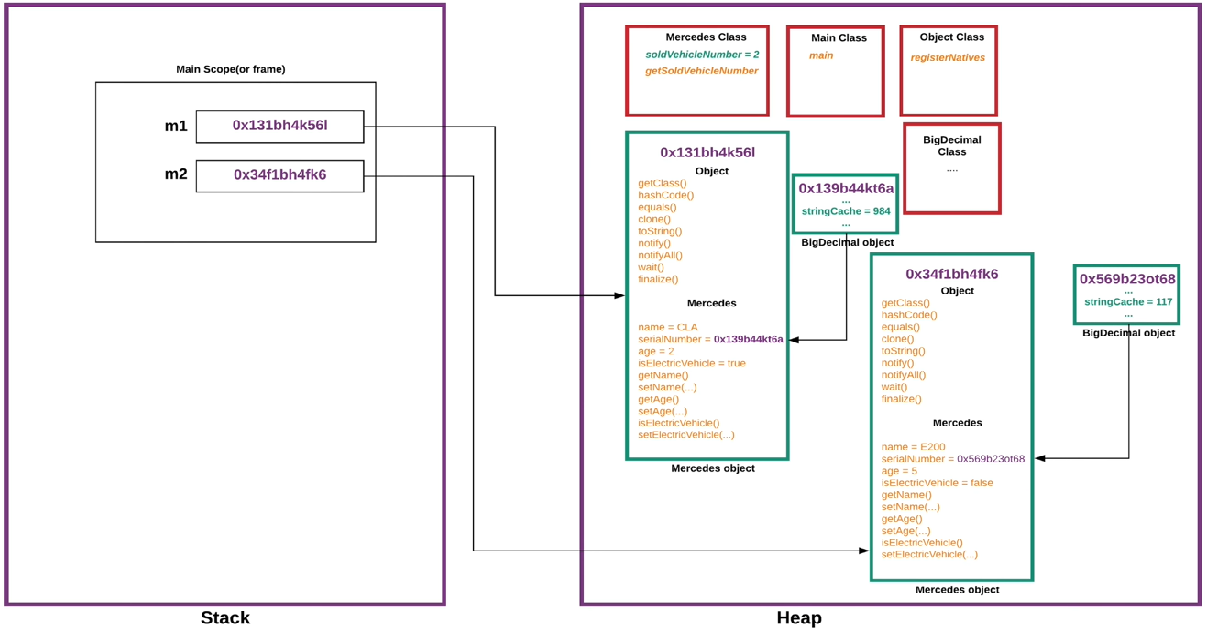 Main Scope(or frame)
m1
0x131bh4k56l
m2
0x34f1bh4fk6
Stack
Mercedes Class
soldVehicleNumber = 2
getSoldVehicleNumber
Main Class
main
Object Class
registerNatives
BigDecimal
Class
....
0x131bh4k56l
Object
getClass()
hashCode()
equals()
clone()
toString()
notify()
notifyAll()
wait()
finalize()
Mercedes
name = CLA
serialNumber = 0x139b44kt6a
age = 2
isElectricVehicle = true
getName()
setName(...)
getAge()
setAge(...)
isElectricVehicle()
setElectricVehicle(...)
Mercedes object
0x139b44kt6a
...
stringCache = 984
...
BigDecimal object
0x34f1bh4fk6
Object
getClass()
hashCode()
equals()
clone()
toString()
notify()
notifyAll()
wait()
finalize()
Mercedes
name = E200
serialNumber = 0x569b23ot68
age = 5
isElectricVehicle = false
getName()
setName(...)
getAge()
setAge(...)
isElectricVehicle()
setElectricVehicle(...)
Mercedes object
0x569b23ot68
...
stringCache = 117
...
BigDecimal object
Heap